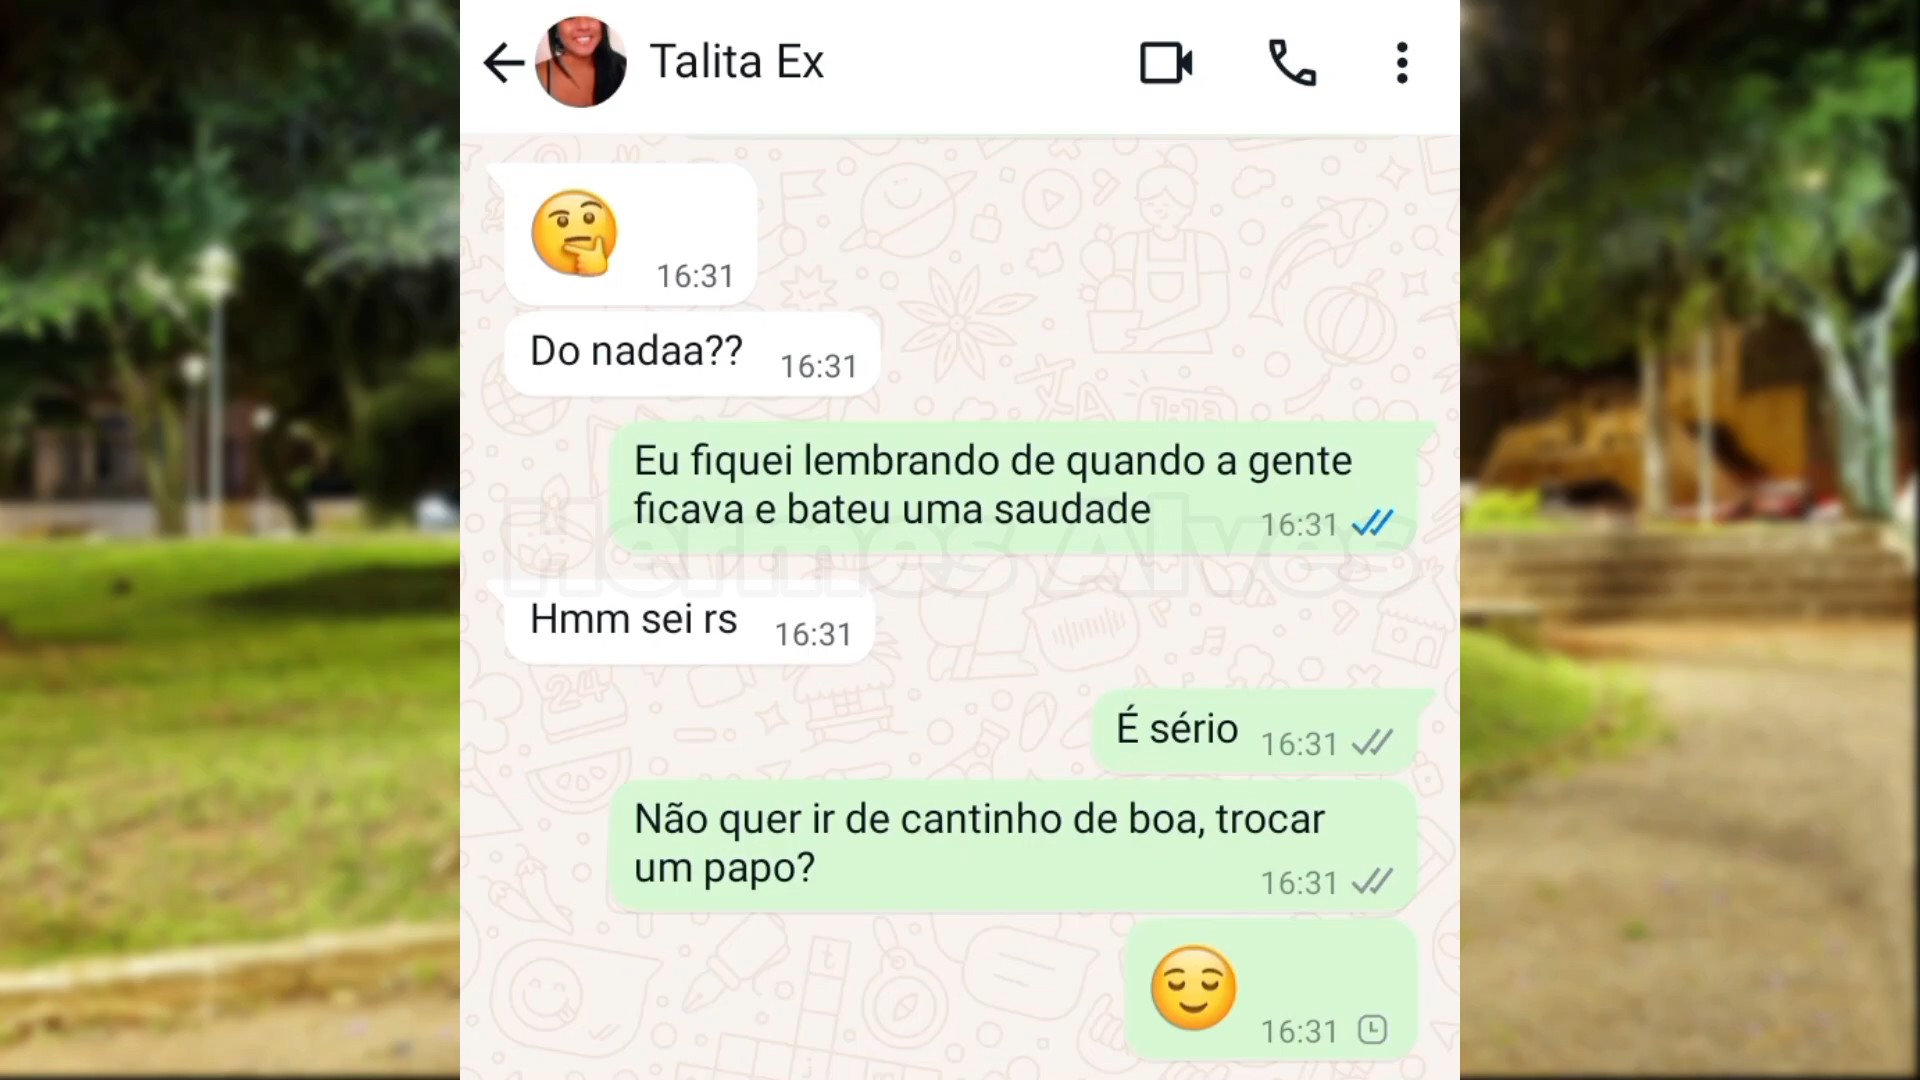 Talita Ex
🤔
16:31
Do nadaa?? 16:31
Eu fiquei lembrando de quando a gente
ficava e bateu uma saudade 16:31
Hermes Alves
Hmm sei rs 16:31
É sério 16:31
Não quer ir de cantinho de boa, trocar
um papo? 16:31
😌
16:31